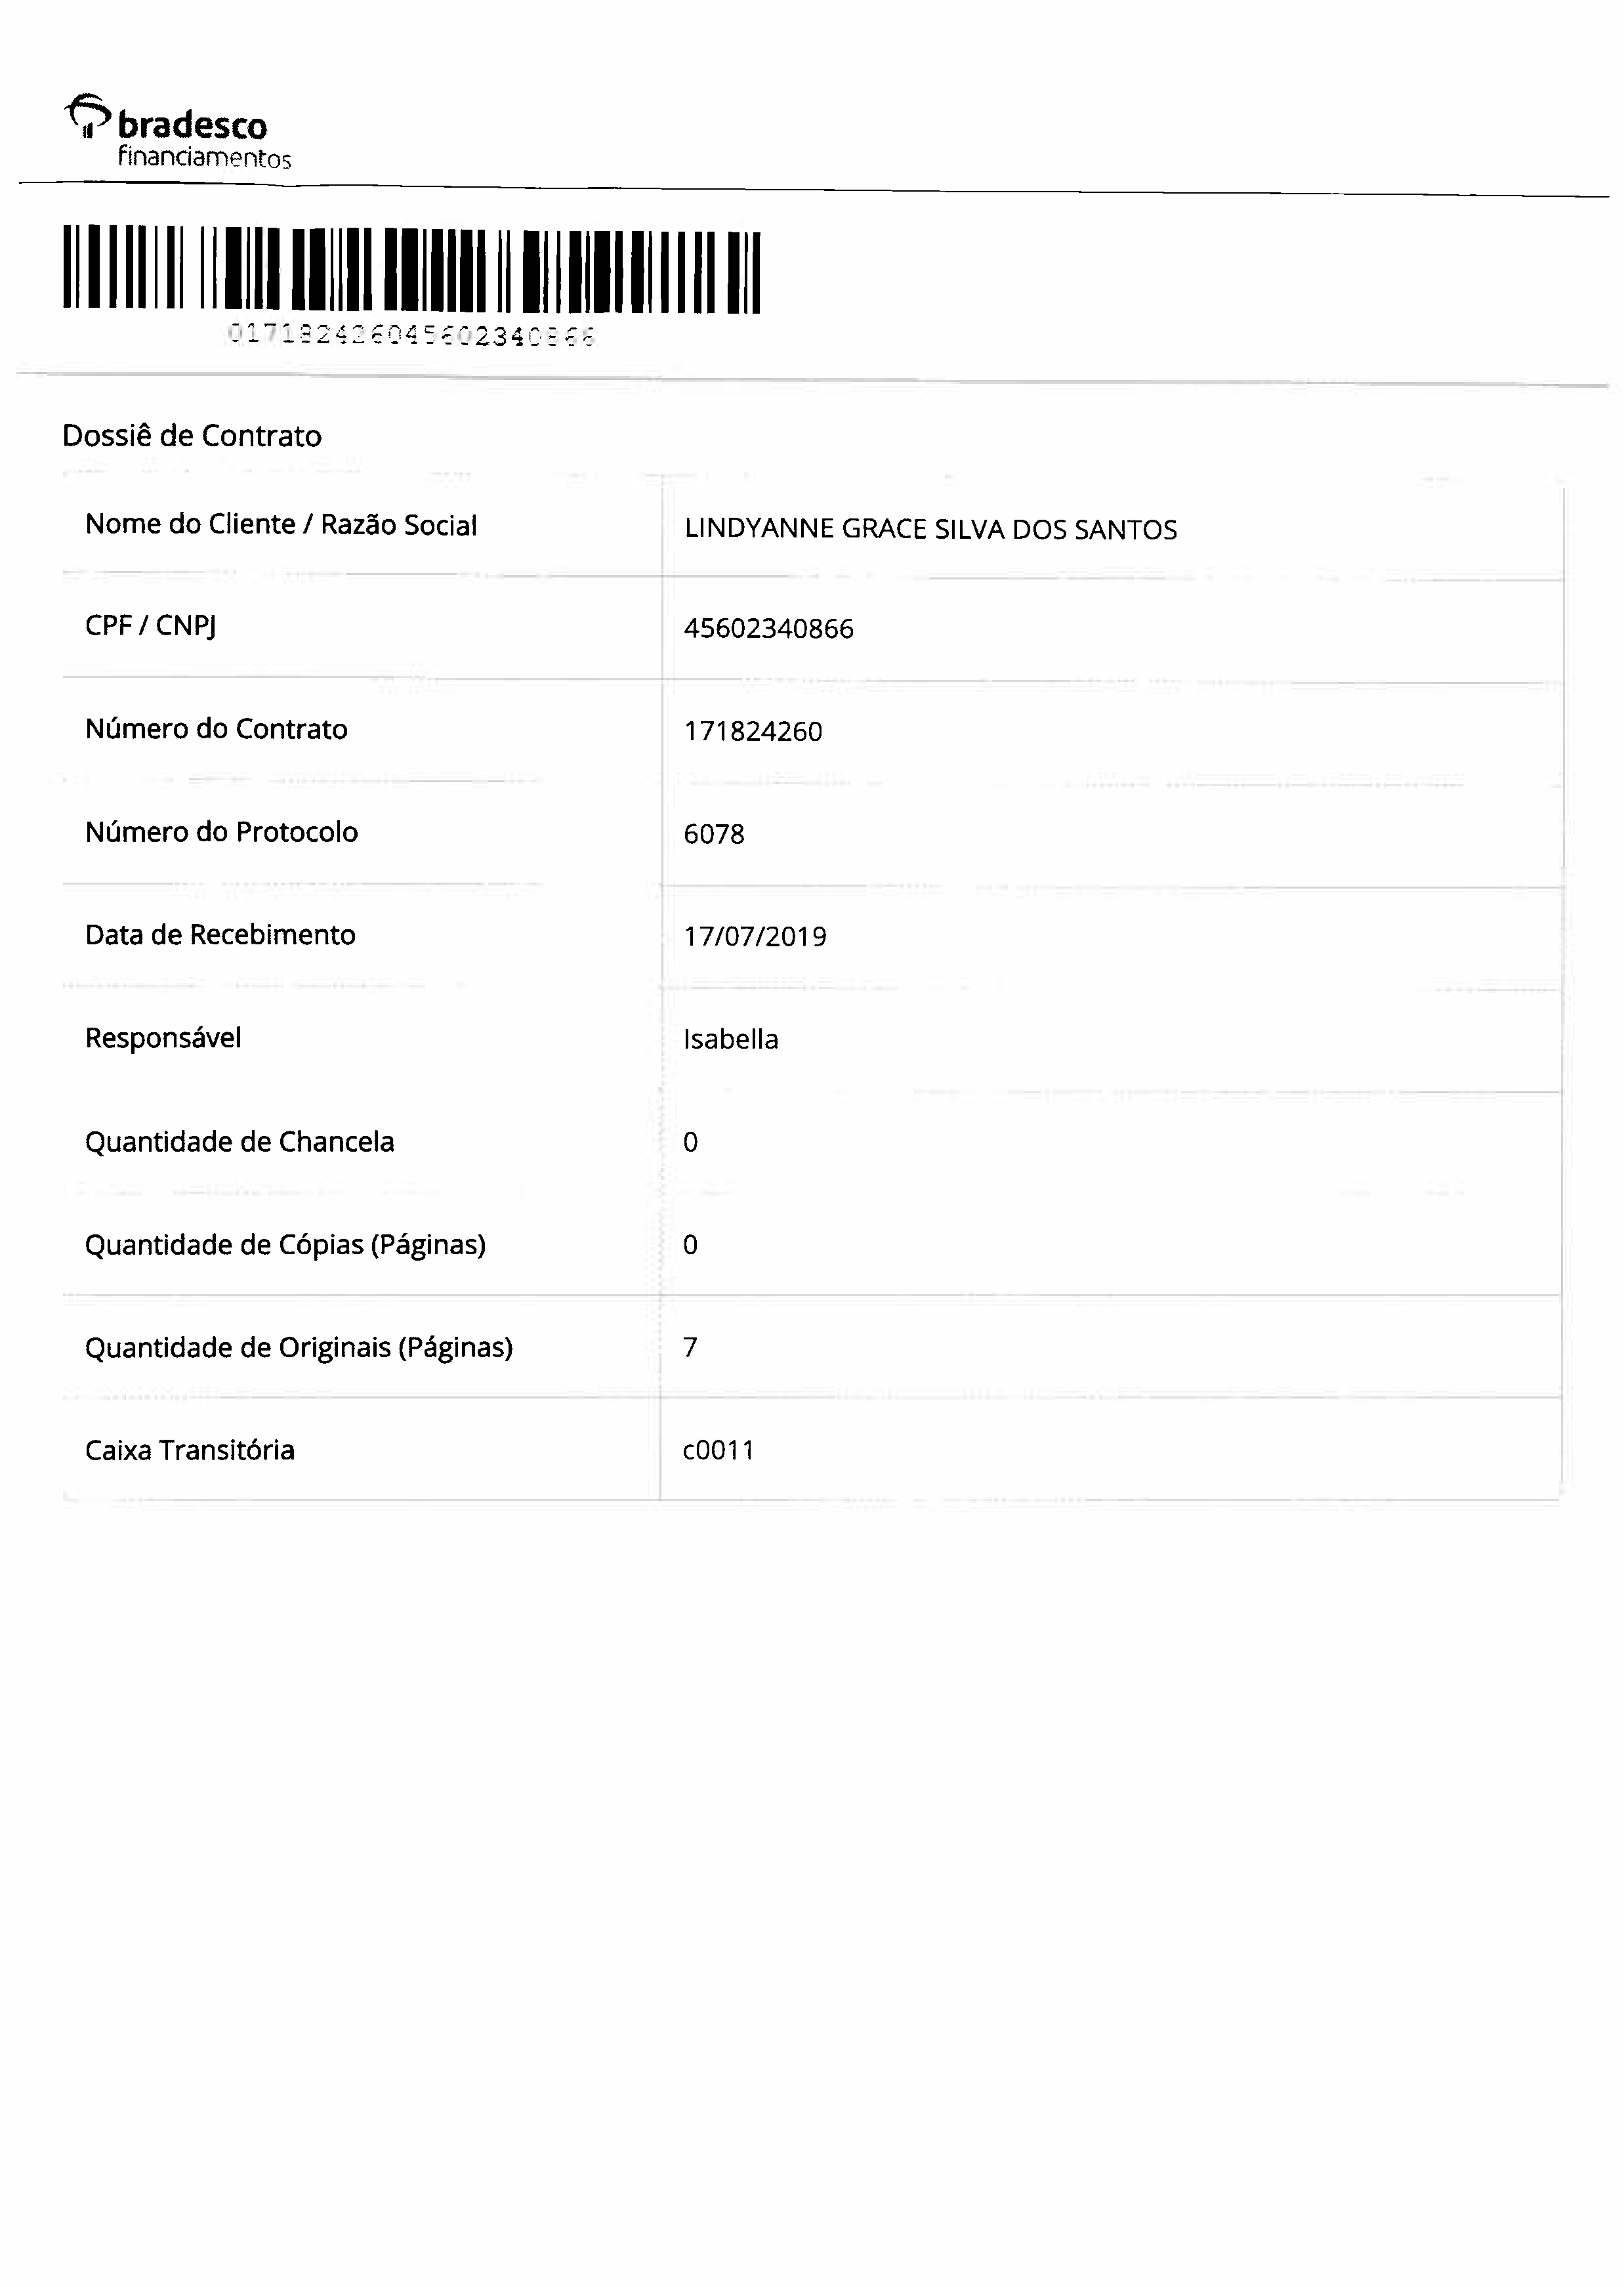 bradesco
financiamentos
017182426045602340866
Dossiê de Contrato
Nome do Cliente / Razão Social LINDYANNE GRACE SILVA DOS SANTOS
CPF / CNPJ 45602340866
Número do Contrato 171824260
Número do Protocolo 6078
Data de Recebimento 17/07/2019
Responsável Isabella
Quantidade de Chancela 0
Quantidade de Cópias (Páginas) 0
Quantidade de Originais (Páginas) 7
Caixa Transitória c0011